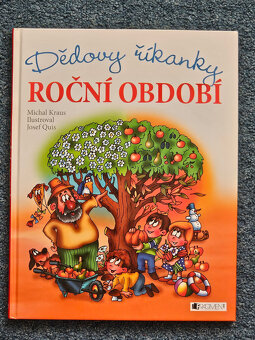 Dědovy říkanky
ROČNÍ OBDOBÍ
Michal Kraus
Ilustroval
Josef Quis
FRAGMENT